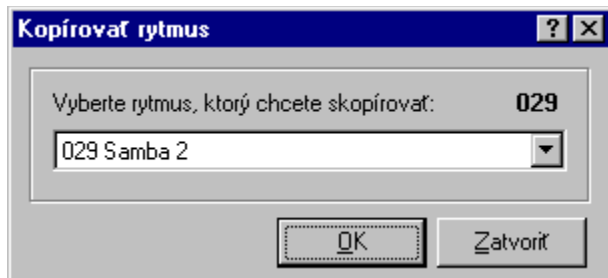 Kopírovať rytmus
Vyberte rytmus, ktorý chcete skopírovať: 029
029 Samba 2
OK Zatvoriť